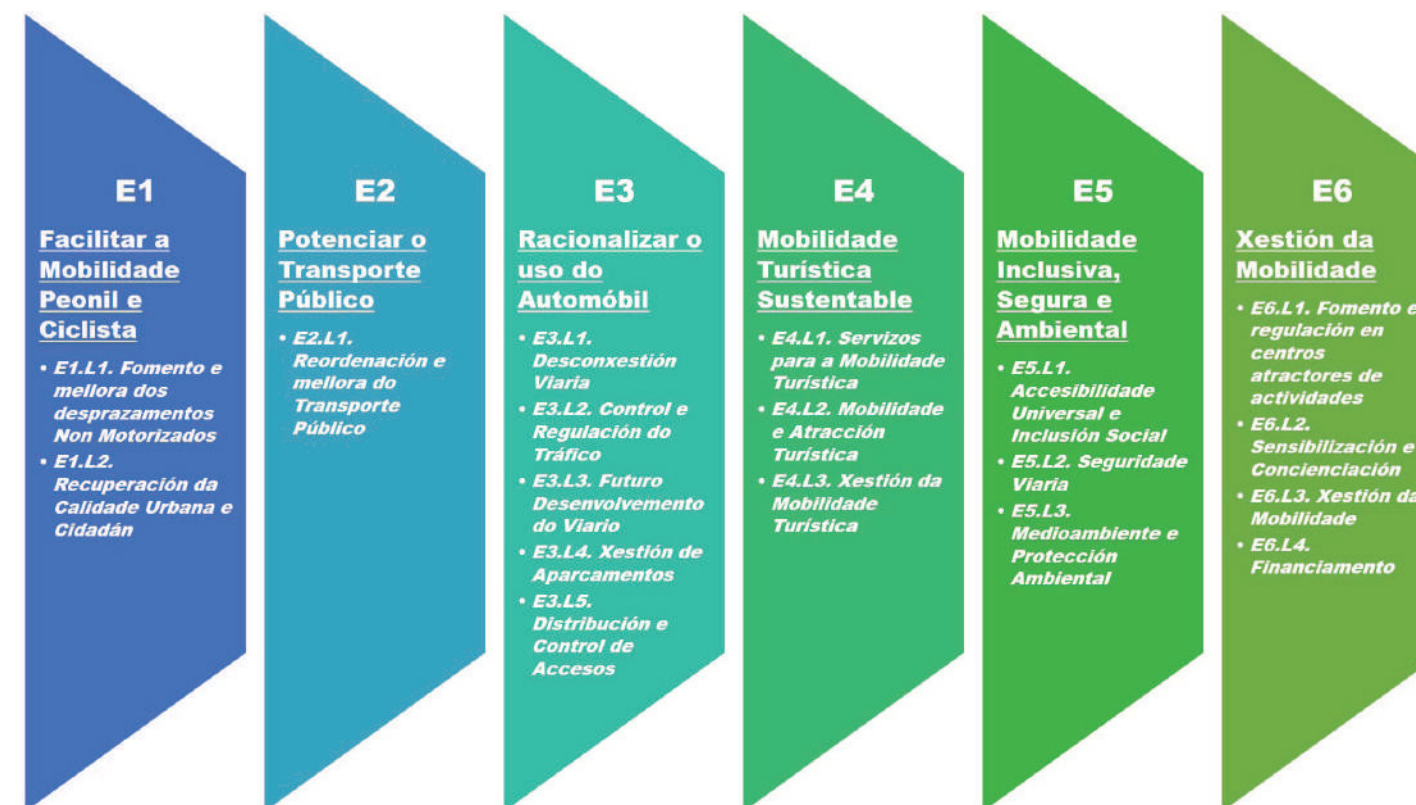 E1
Facilitar a
Mobilidade
Peonil e
Ciclista
• E1.L1. Fomento e
mellora dos
desprazamentos
Non Motorizados
• E1.L2.
Recuperación da
Calidade Urbana e
Cidadán
E2
Potenciar o
Transporte
Público
• E2.L1.
Reordenación e
mellora do
Transporte
Público
E3
Racionalizar o
uso do
Automóbil
• E3.L1.
Desconxestión
Viaria
• E3.L2. Control e
Regulación do
Tráfico
• E3.L3. Futuro
Desenvolvemento
do Viario
• E3.L4. Xestión de
Aparcamentos
• E3.L5.
Distribución e
Control de
Accesos
E4
Mobilidade
Turística
Sustentable
• E4.L1. Servizos
para a Mobilidade
Turística
• E4.L2. Mobilidade
e Atracción
Turística
• E4.L3. Xestión da
Mobilidade
Turística
E5
Mobilidade
Inclusiva,
Segura e
Ambiental
• E5.L1.
Accesibilidade
Universal e
Inclusión Social
• E5.L2. Seguridade
Viaria
• E5.L3.
Medioambiente e
Protección
Ambiental
E6
Xestión da
Mobilidade
• E6.L1. Fomento e
regulación en
centros
atractores de
actividades
• E6.L2.
Sensibilización e
Concienciación
• E6.L3. Xestión da
Mobilidade
• E6.L4.
Financiamento